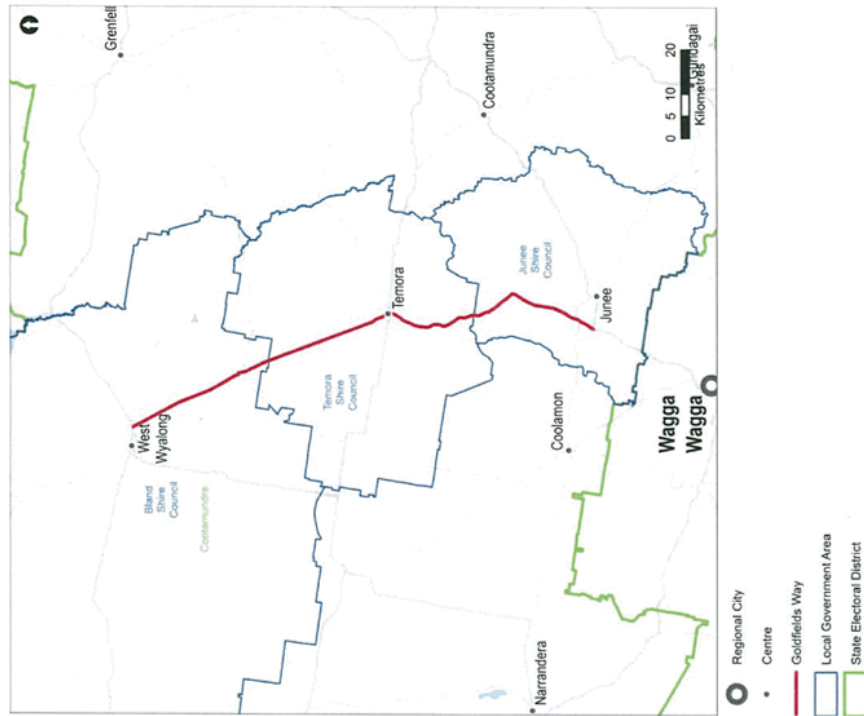 Grenfell
West
Wyalong
Bland
Shire
Council
Cootamundra
Temora
Shire
Council
Temora
Cootamundra
Junee
Shire
Council
Junee
Coolamon
Narrandera
Wagga
Wagga
Gundagai
0 5 10 20
Kilometres
Regional City
Centre
Goldfields Way
Local Government Area
State Electoral District